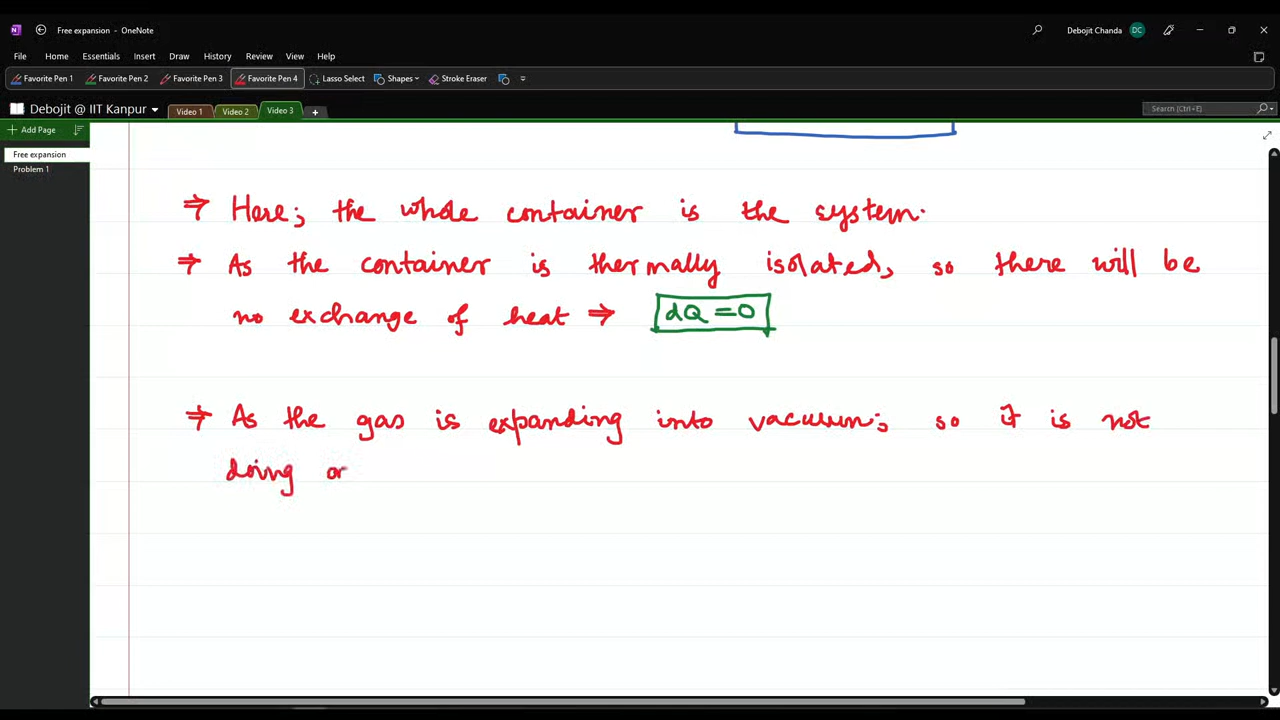 Free expansion - OneNote
Debojit Chanda DC
File Home Essentials Insert Draw History Review View Help
Favorite Pen 1 Favorite Pen 2 Favorite Pen 3 Favorite Pen 4 Lasso Select Shapes Stroke Eraser
Debojit @ IIT Kanpur Video 1 Video 2 Video 3 + Search (Ctrl+E)
+ Add Page
Free expansion
Problem 1
⇒ Here; the whole container is the system.
⇒ As the container is thermally isolated, so there will be
no exchange of heat ⇒ dQ = 0
⇒ As the gas is expanding into vacuum; so it is not
doing or